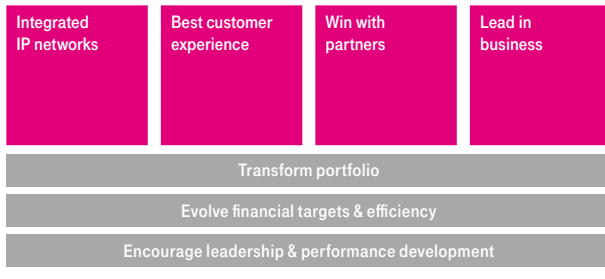 Integrated
IP networks
Best customer
experience
Win with
partners
Lead in
business
Transform portfolio
Evolve financial targets & efficiency
Encourage leadership & performance development